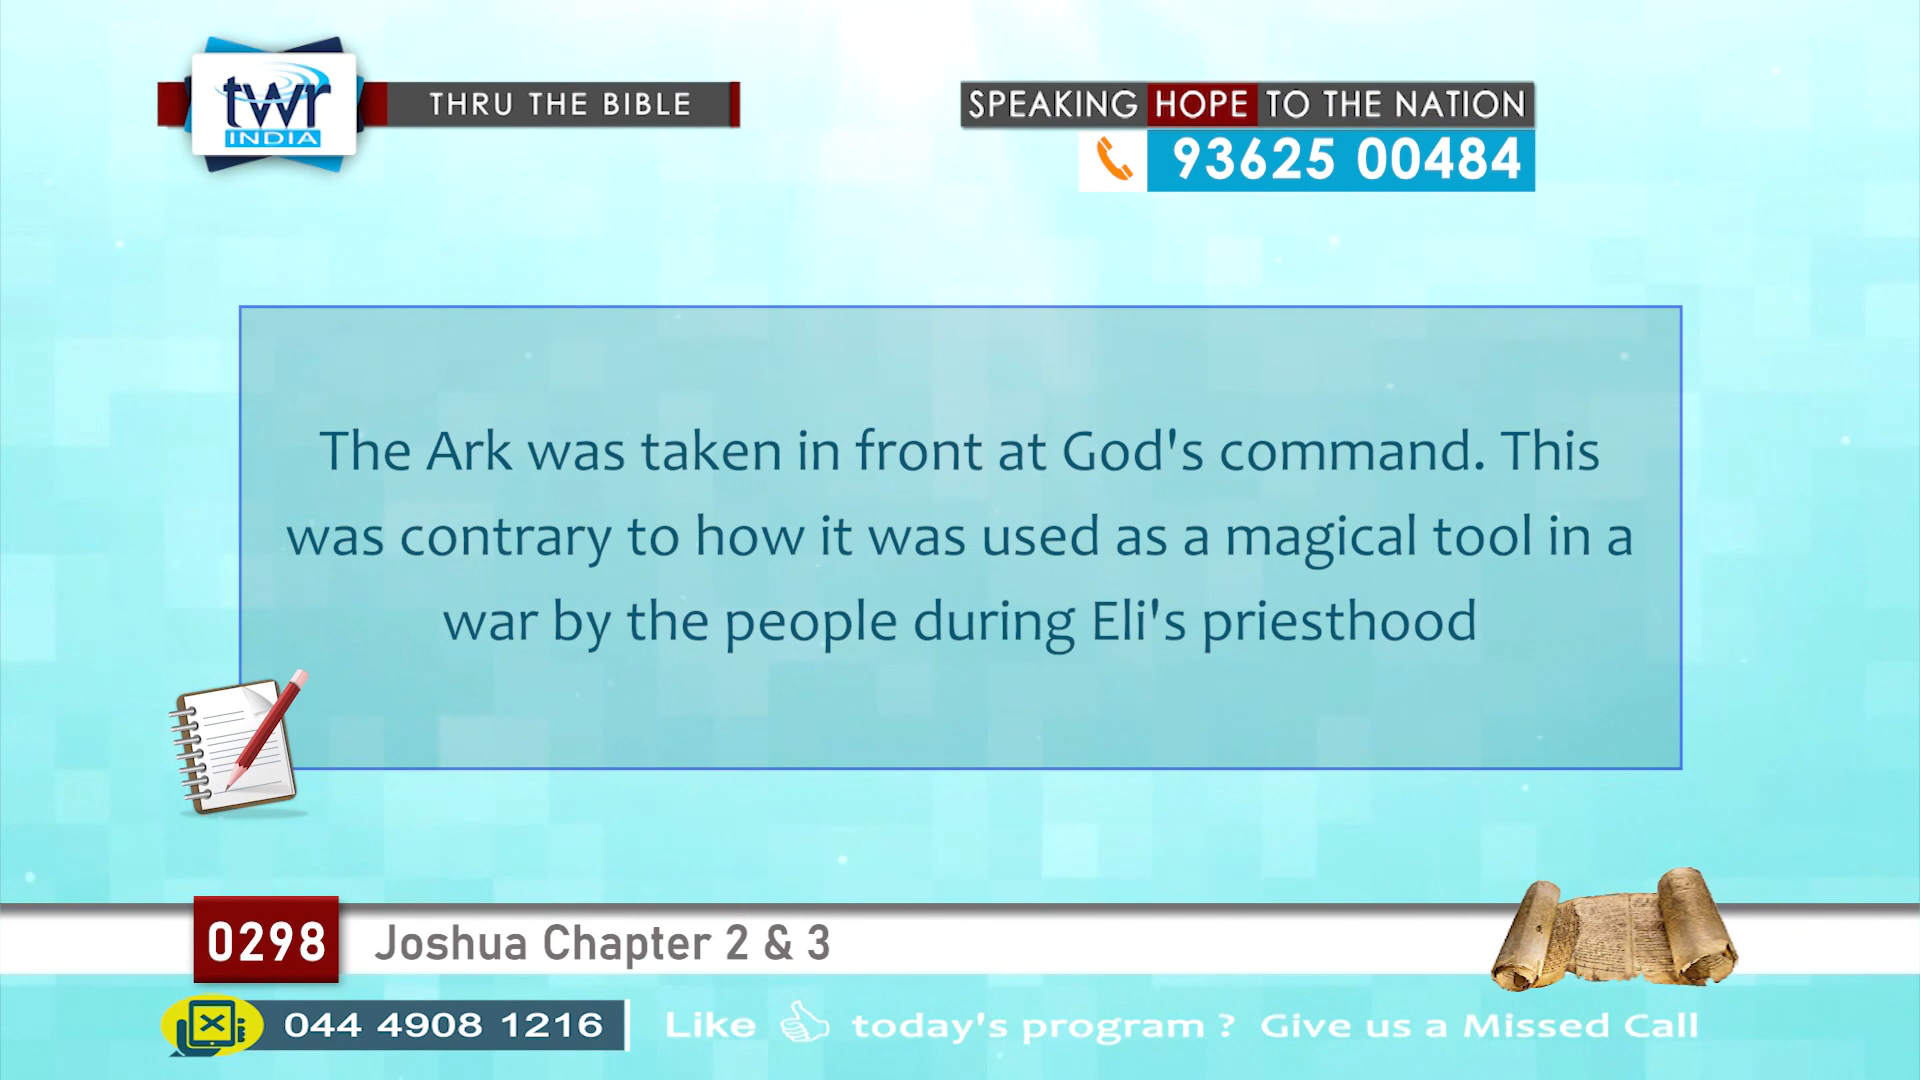 twr
INDIA
THRU THE BIBLE
SPEAKING HOPE TO THE NATION
93625 00484
The Ark was taken in front at God's command. This
was contrary to how it was used as a magical tool in a
war by the people during Eli's priesthood
0298
Joshua Chapter 2 & 3
044 4908 1216
Like today's program ? Give us a Missed Call